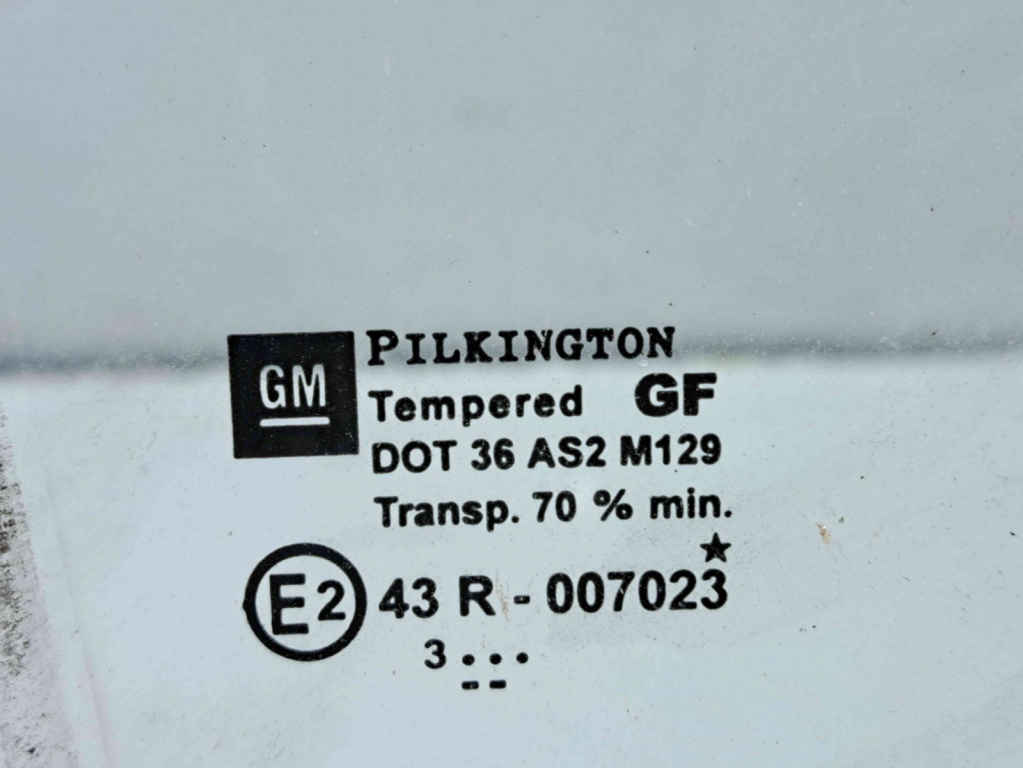 GM
PILKINGTON
Tempered GF
DOT 36 AS2 M129
Transp. 70 % min.
E2 43 R - 007023 ★
3 ...
--